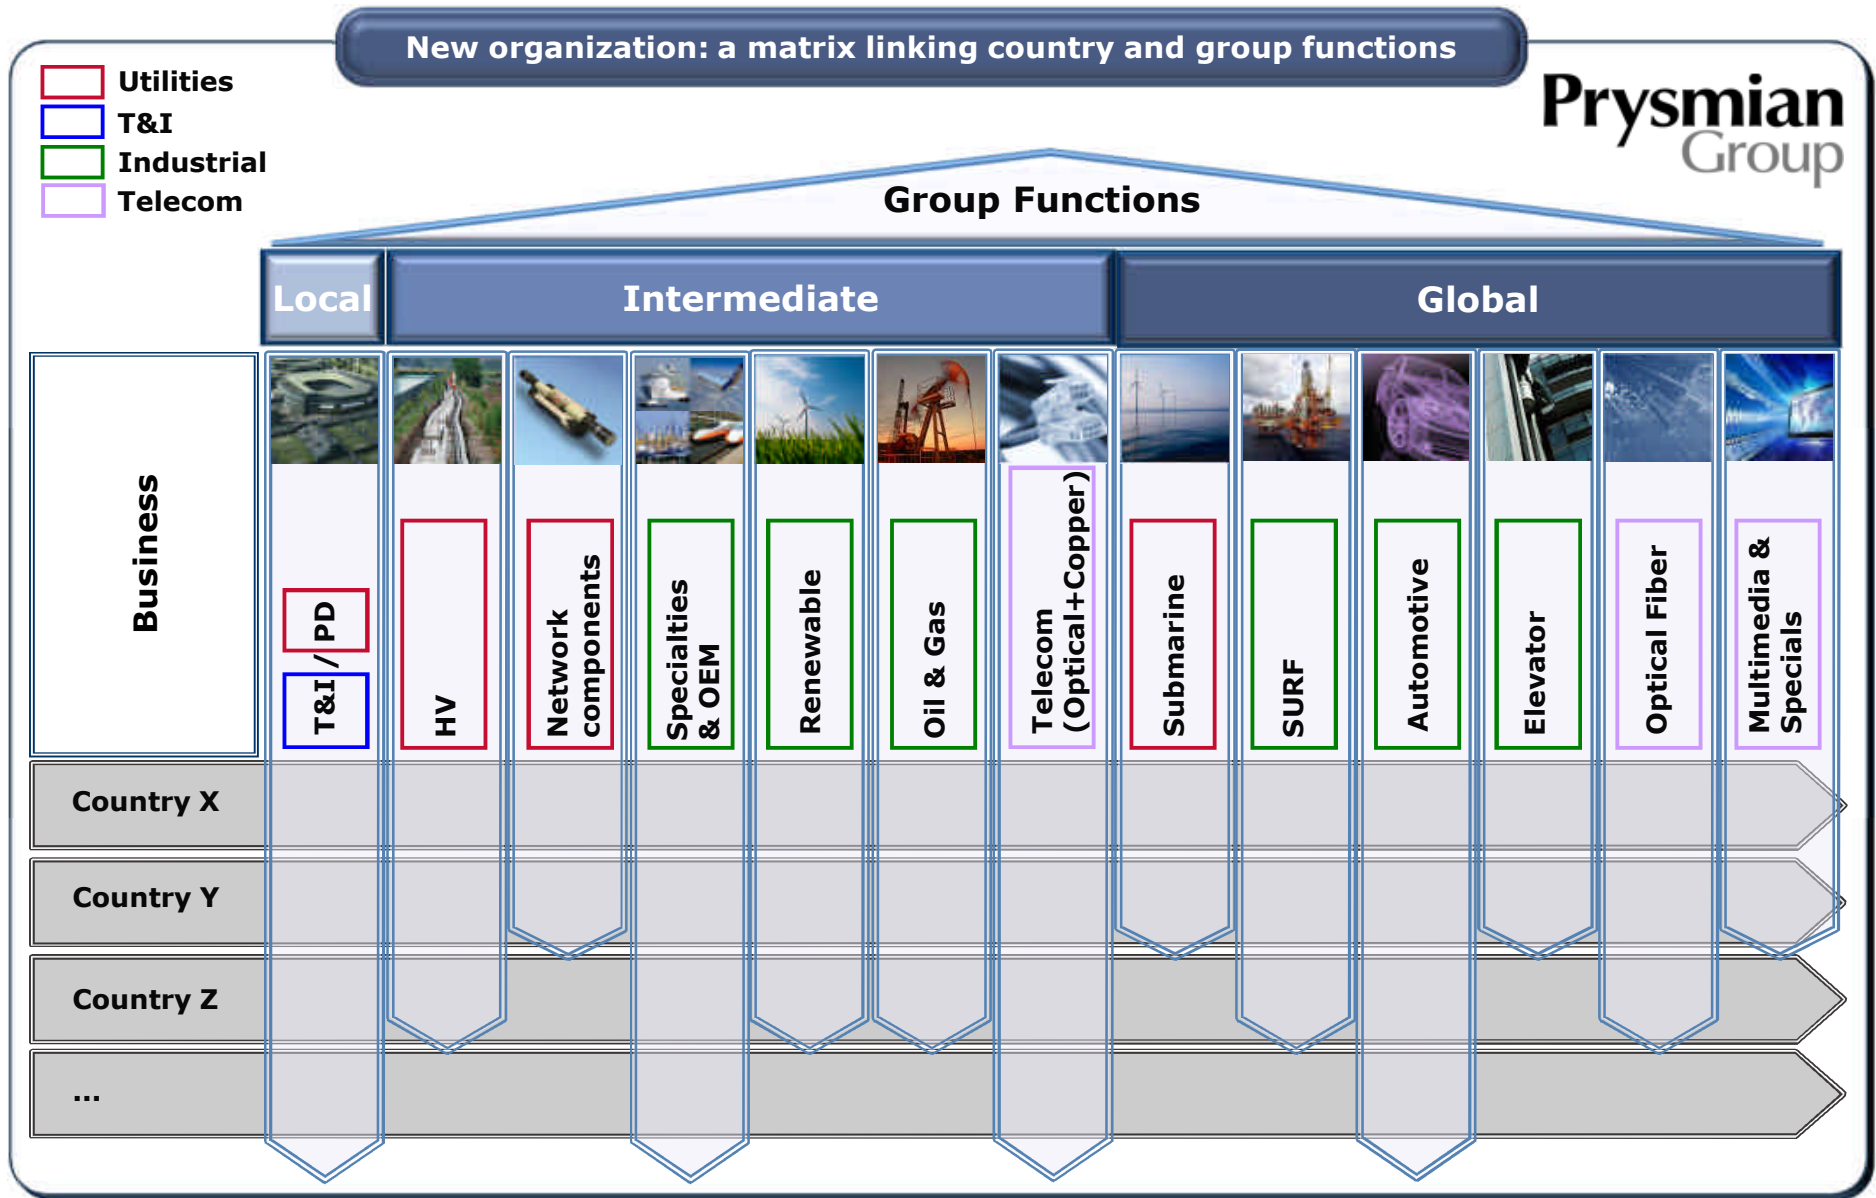 New organization: a matrix linking country and group functions
Utilities
T&I
Industrial
Telecom
Prysmian
Group
Group Functions
Local
Intermediate
Global
Business
T&I / PD
HV
Network
components
Specialties
& OEM
Renewable
Oil & Gas
Telecom
(Optical+Copper)
Submarine
SURF
Automotive
Elevator
Optical Fiber
Multimedia &
Specials
Country X
Country Y
Country Z
...